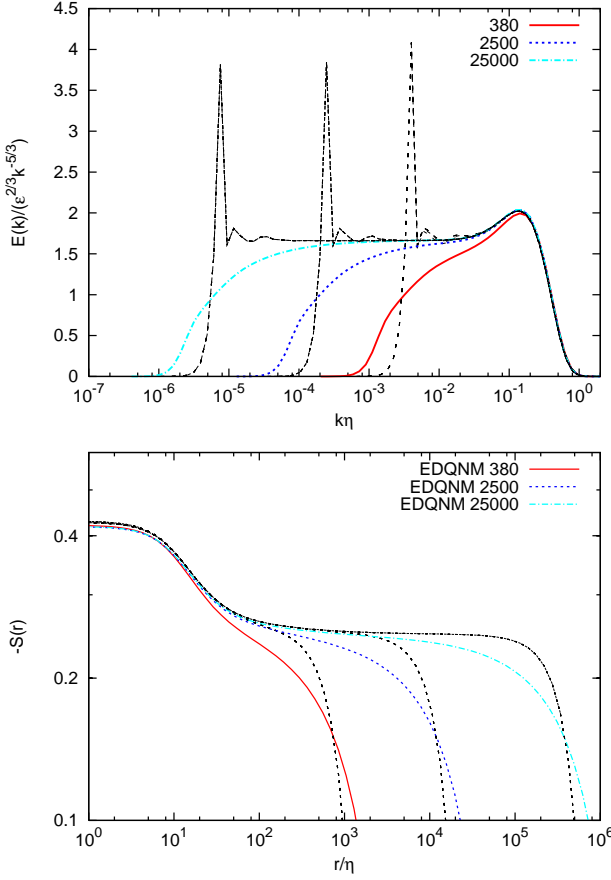 4.5
4
3.5
3
2.5
2
1.5
1
0.5
0
E(k)/(ε^{2/3}k^{-5/3})
380
2500
25000
10^{-7} 10^{-6} 10^{-5} 10^{-4} 10^{-3} 10^{-2} 10^{-1} 10^{0}
kη
0.4
0.2
0.1
-S(r)
EDQNM 380
EDQNM 2500
EDQNM 25000
10^{0} 10^{1} 10^{2} 10^{3} 10^{4} 10^{5} 10^{6}
r/η